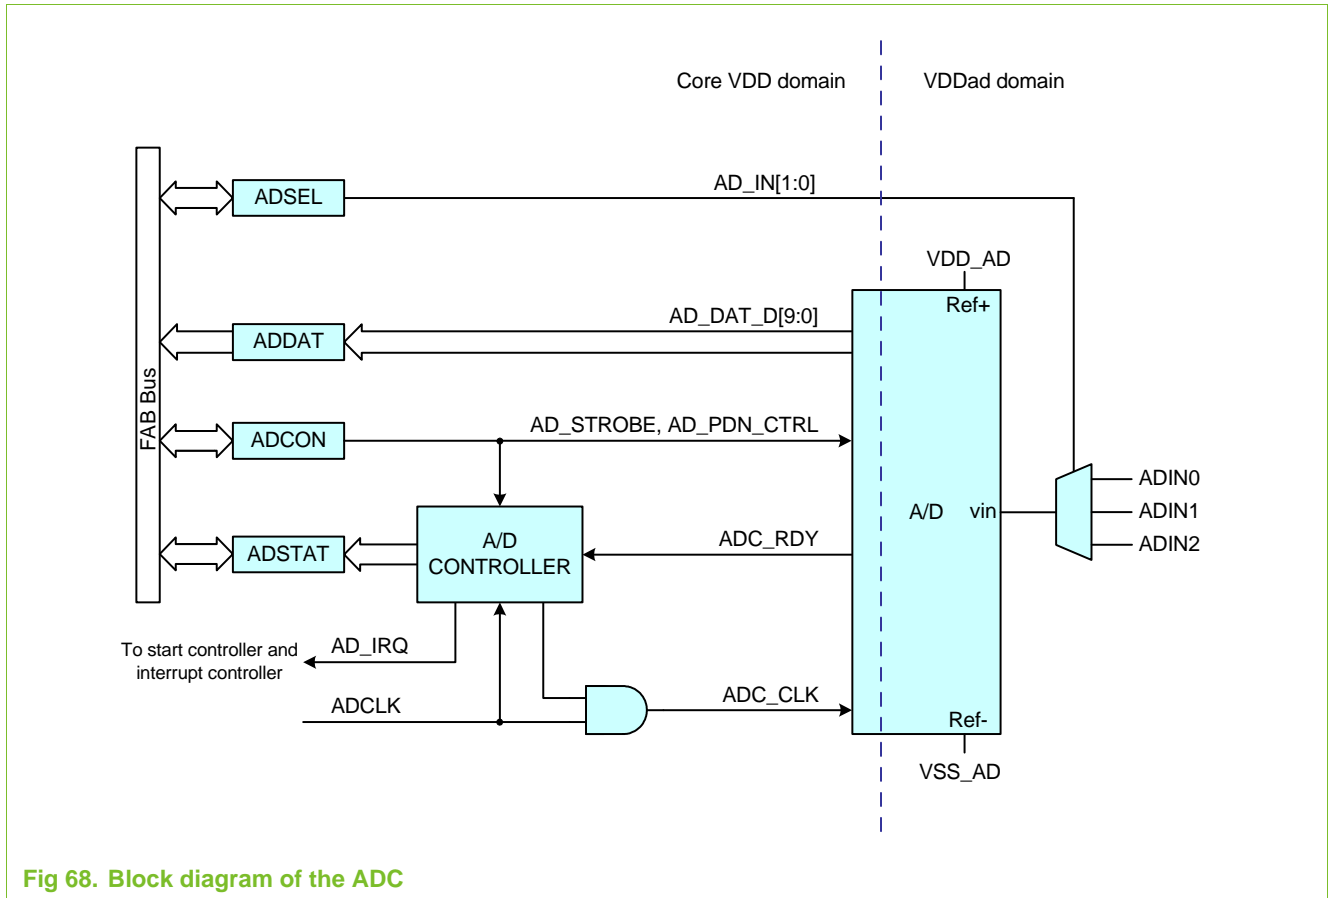 Core VDD domain
VDDad domain
AD_IN[1:0]
ADSEL
VDD_AD
Ref+
AD_DAT_D[9:0]
ADDAT
FAB Bus
AD_STROBE, AD_PDN_CTRL
ADCON
ADIN0
A/D
vin
ADIN1
ADIN2
A/D
CONTROLLER
ADC_RDY
ADSTAT
To start controller and
interrupt controller
AD_IRQ
ADCLK
ADC_CLK
Ref-
VSS_AD
Fig 68. Block diagram of the ADC